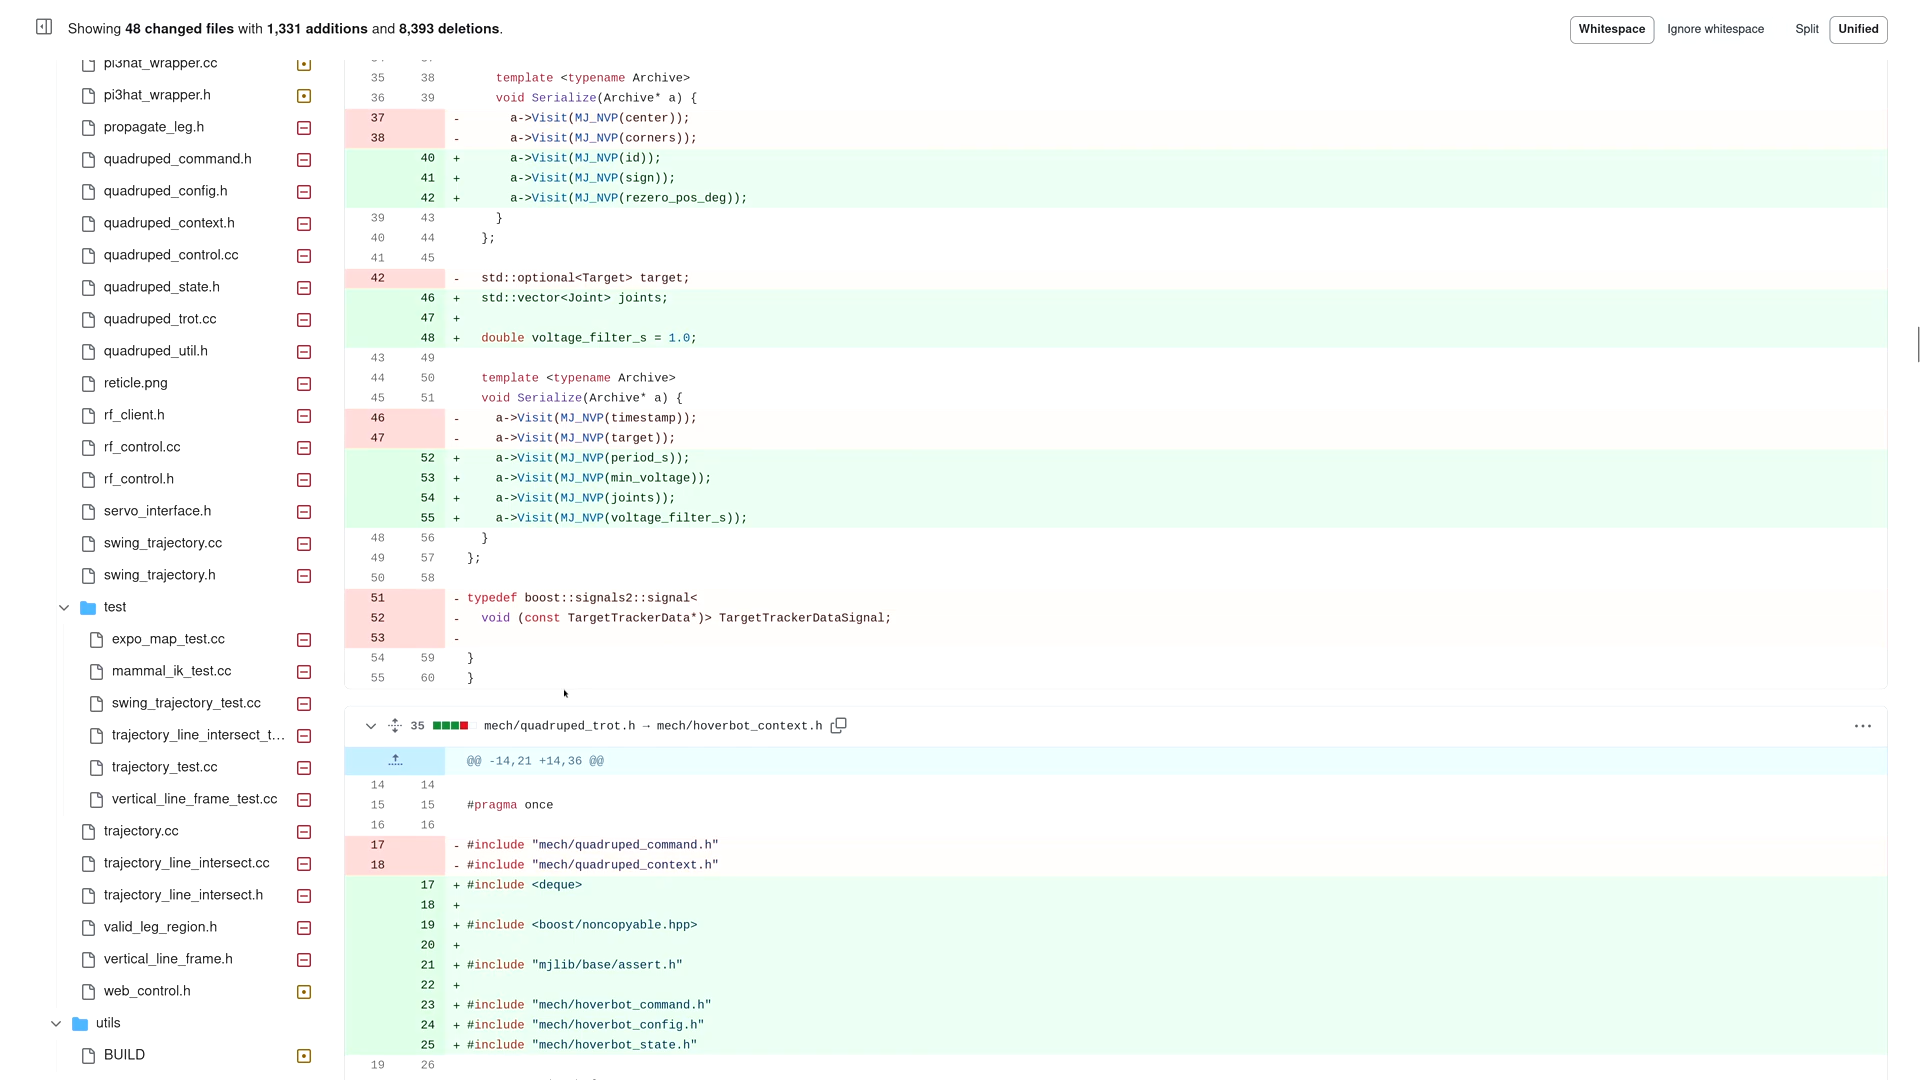 Showing 48 changed files with 1,331 additions and 8,393 deletions.
Whitespace Ignore whitespace Split Unified
pi3hat_wrapper.cc
pi3hat_wrapper.h
propagate_leg.h
quadruped_command.h
quadruped_config.h
quadruped_context.h
quadruped_control.cc
quadruped_state.h
quadruped_trot.cc
quadruped_util.h
reticle.png
rf_client.h
rf_control.cc
rf_control.h
servo_interface.h
swing_trajectory.cc
swing_trajectory.h
test
expo_map_test.cc
mammal_ik_test.cc
swing_trajectory_test.cc
trajectory_line_intersect_t...
trajectory_test.cc
vertical_line_frame_test.cc
trajectory.cc
trajectory_line_intersect.cc
trajectory_line_intersect.h
valid_leg_region.h
vertical_line_frame.h
web_control.h
utils
BUILD
35 38 template <typename Archive>
36 39 void Serialize(Archive* a) {
37 - a->Visit(MJ_NVP(center));
38 - a->Visit(MJ_NVP(corners));
40 + a->Visit(MJ_NVP(id));
41 + a->Visit(MJ_NVP(sign));
42 + a->Visit(MJ_NVP(rezero_pos_deg));
39 43 }
40 44 };
41 45
42 - std::optional<Target> target;
46 + std::vector<Joint> joints;
47 +
48 + double voltage_filter_s = 1.0;
43 49
44 50 template <typename Archive>
45 51 void Serialize(Archive* a) {
46 - a->Visit(MJ_NVP(timestamp));
47 - a->Visit(MJ_NVP(target));
52 + a->Visit(MJ_NVP(period_s));
53 + a->Visit(MJ_NVP(min_voltage));
54 + a->Visit(MJ_NVP(joints));
55 + a->Visit(MJ_NVP(voltage_filter_s));
48 56 }
49 57 };
50 58
51 - typedef boost::signals2::signal<
52 - void (const TargetTrackerData*)> TargetTrackerDataSignal;
53 -
54 59 }
55 60 }
35 mech/quadruped_trot.h → mech/hoverbot_context.h
@@ -14,21 +14,36 @@
14 14
15 15 #pragma once
16 16
17 - #include "mech/quadruped_command.h"
18 - #include "mech/quadruped_context.h"
17 + #include <deque>
18 +
19 + #include <boost/noncopyable.hpp>
20 +
21 + #include "mjlib/base/assert.h"
22 +
23 + #include "mech/hoverbot_command.h"
24 + #include "mech/hoverbot_config.h"
25 + #include "mech/hoverbot_state.h"
19 26